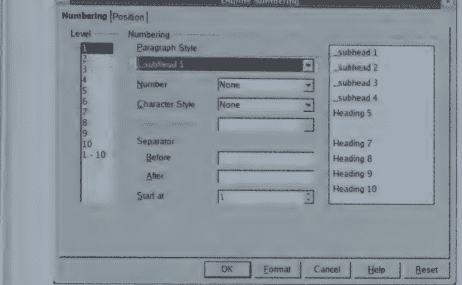 Outline Numbering
Numbering Position
Level
1
2
3
4
5
6
7
8
9
10
1 - 10
Numbering
Paragraph Style
_subhead 1
Number None
Character Style None
Separator
Before
After
Start at 1
_subhead 1
_subhead 2
_subhead 3
_subhead 4
Heading 5
Heading 7
Heading 8
Heading 9
Heading 10
OK Format Cancel Help Reset